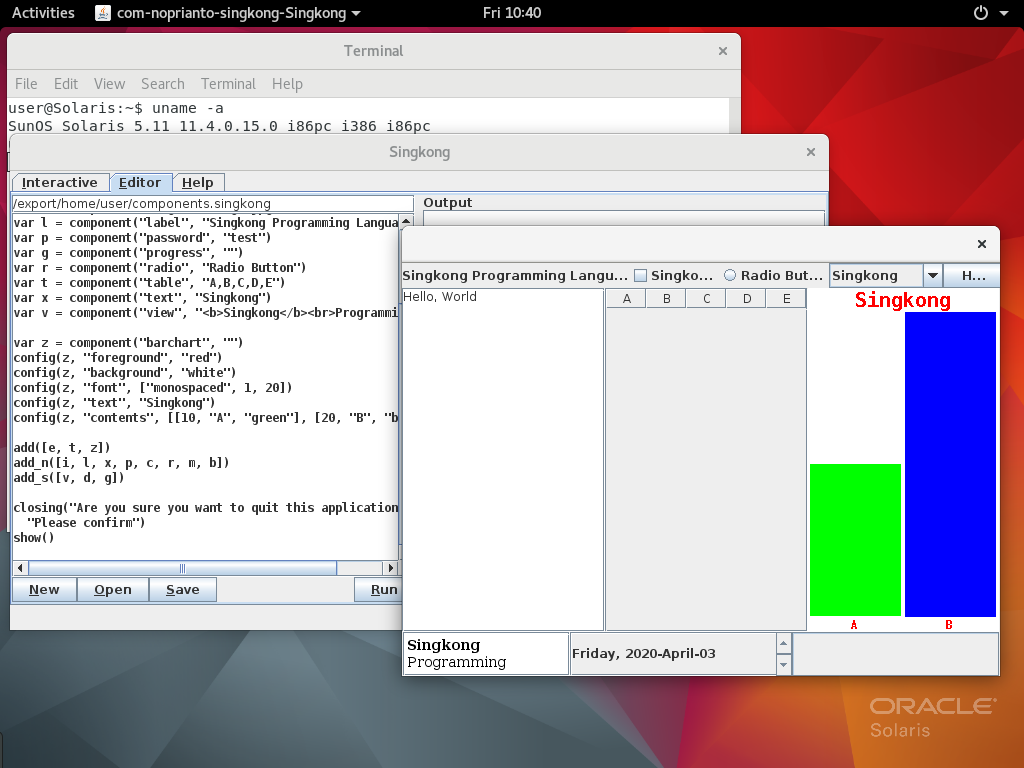 Activities com-noprianto-singkong-Singkong Fri 10:40
Terminal
File Edit View Search Terminal Help
user@Solaris:~$ uname -a
SunOS Solaris 5.11 11.4.0.15.0 i86pc i386 i86pc
Singkong
Interactive Editor Help
/export/home/user/components.singkong
Output
var l = component("label", "Singkong Programming Langua
var p = component("password", "test")
var g = component("progress", "")
var r = component("radio", "Radio Button")
var t = component("table", "A,B,C,D,E")
var x = component("text", "Singkong")
var v = component("view", "<b>Singkong</b><br>Programmi
var z = component("barchart", "")
config(z, "foreground", "red")
config(z, "background", "white")
config(z, "font", ["monospaced", 1, 20])
config(z, "text", "Singkong")
config(z, "contents", [[10, "A", "green"], [20, "B", "b
add([e, t, z])
add_n([i, l, x, p, c, r, m, b])
add_s([v, d, g])
closing("Are you sure you want to quit this application
"Please confirm")
show()
New Open Save Run
Singkong Programming Langu... Singko... Radio But... Singkong H...
Hello, World
A B C D E
Singkong
A B
Singkong
Programming
Friday, 2020-April-03
ORACLE
Solaris